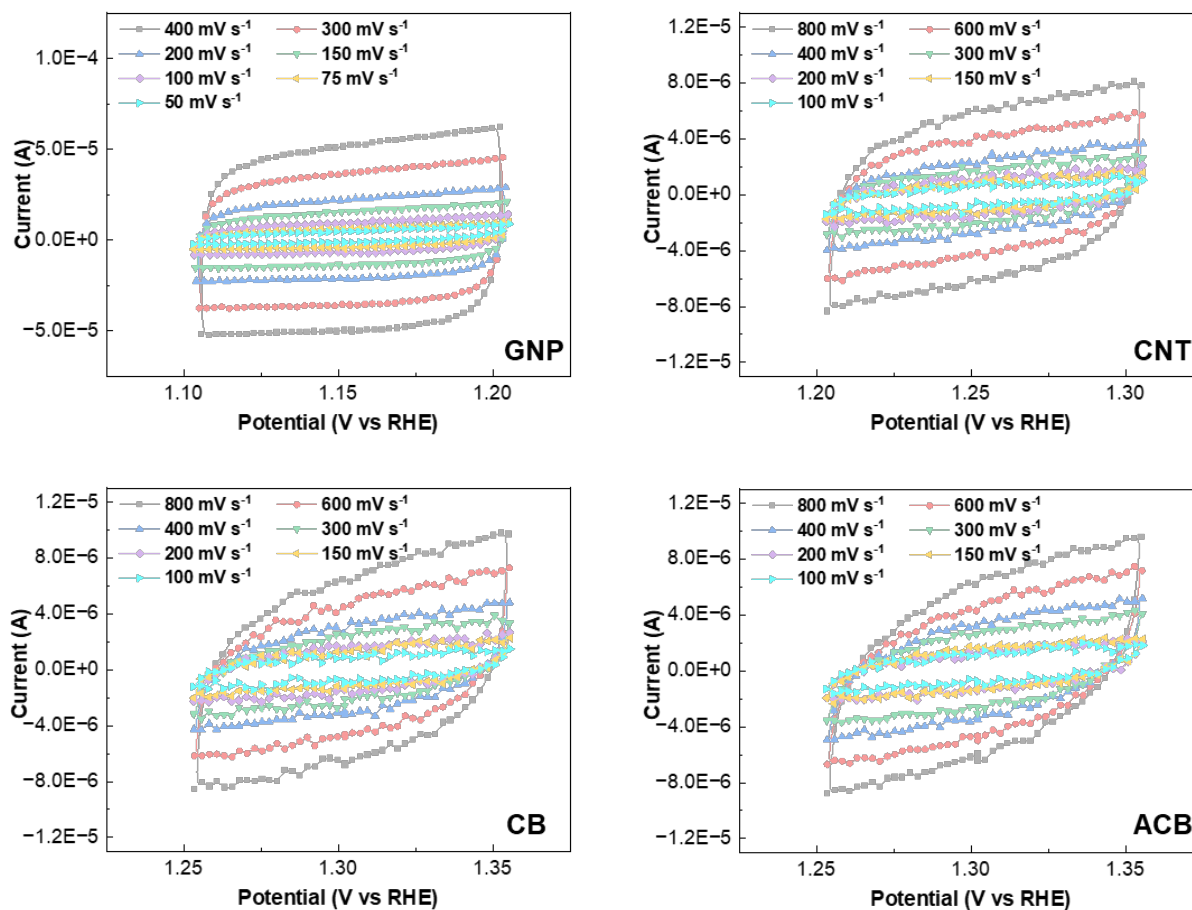 400 mV s⁻¹ 300 mV s⁻¹
200 mV s⁻¹ 150 mV s⁻¹
100 mV s⁻¹ 75 mV s⁻¹
50 mV s⁻¹
1.0E−4
5.0E−5
0.0E+0
−5.0E−5
Current (A)
GNP
1.10 1.15 1.20
Potential (V vs RHE)
800 mV s⁻¹ 600 mV s⁻¹
400 mV s⁻¹ 300 mV s⁻¹
200 mV s⁻¹ 150 mV s⁻¹
100 mV s⁻¹
1.2E−5
8.0E−6
4.0E−6
0.0E+0
−4.0E−6
−8.0E−6
−1.2E−5
Current (A)
CNT
1.20 1.25 1.30
Potential (V vs RHE)
800 mV s⁻¹ 600 mV s⁻¹
400 mV s⁻¹ 300 mV s⁻¹
200 mV s⁻¹ 150 mV s⁻¹
100 mV s⁻¹
1.2E−5
8.0E−6
4.0E−6
0.0E+0
−4.0E−6
−8.0E−6
−1.2E−5
Current (A)
CB
1.25 1.30 1.35
Potential (V vs RHE)
800 mV s⁻¹ 600 mV s⁻¹
400 mV s⁻¹ 300 mV s⁻¹
200 mV s⁻¹ 150 mV s⁻¹
100 mV s⁻¹
1.2E−5
8.0E−6
4.0E−6
0.0E+0
−4.0E−6
−8.0E−6
−1.2E−5
Current (A)
ACB
1.25 1.30 1.35
Potential (V vs RHE)